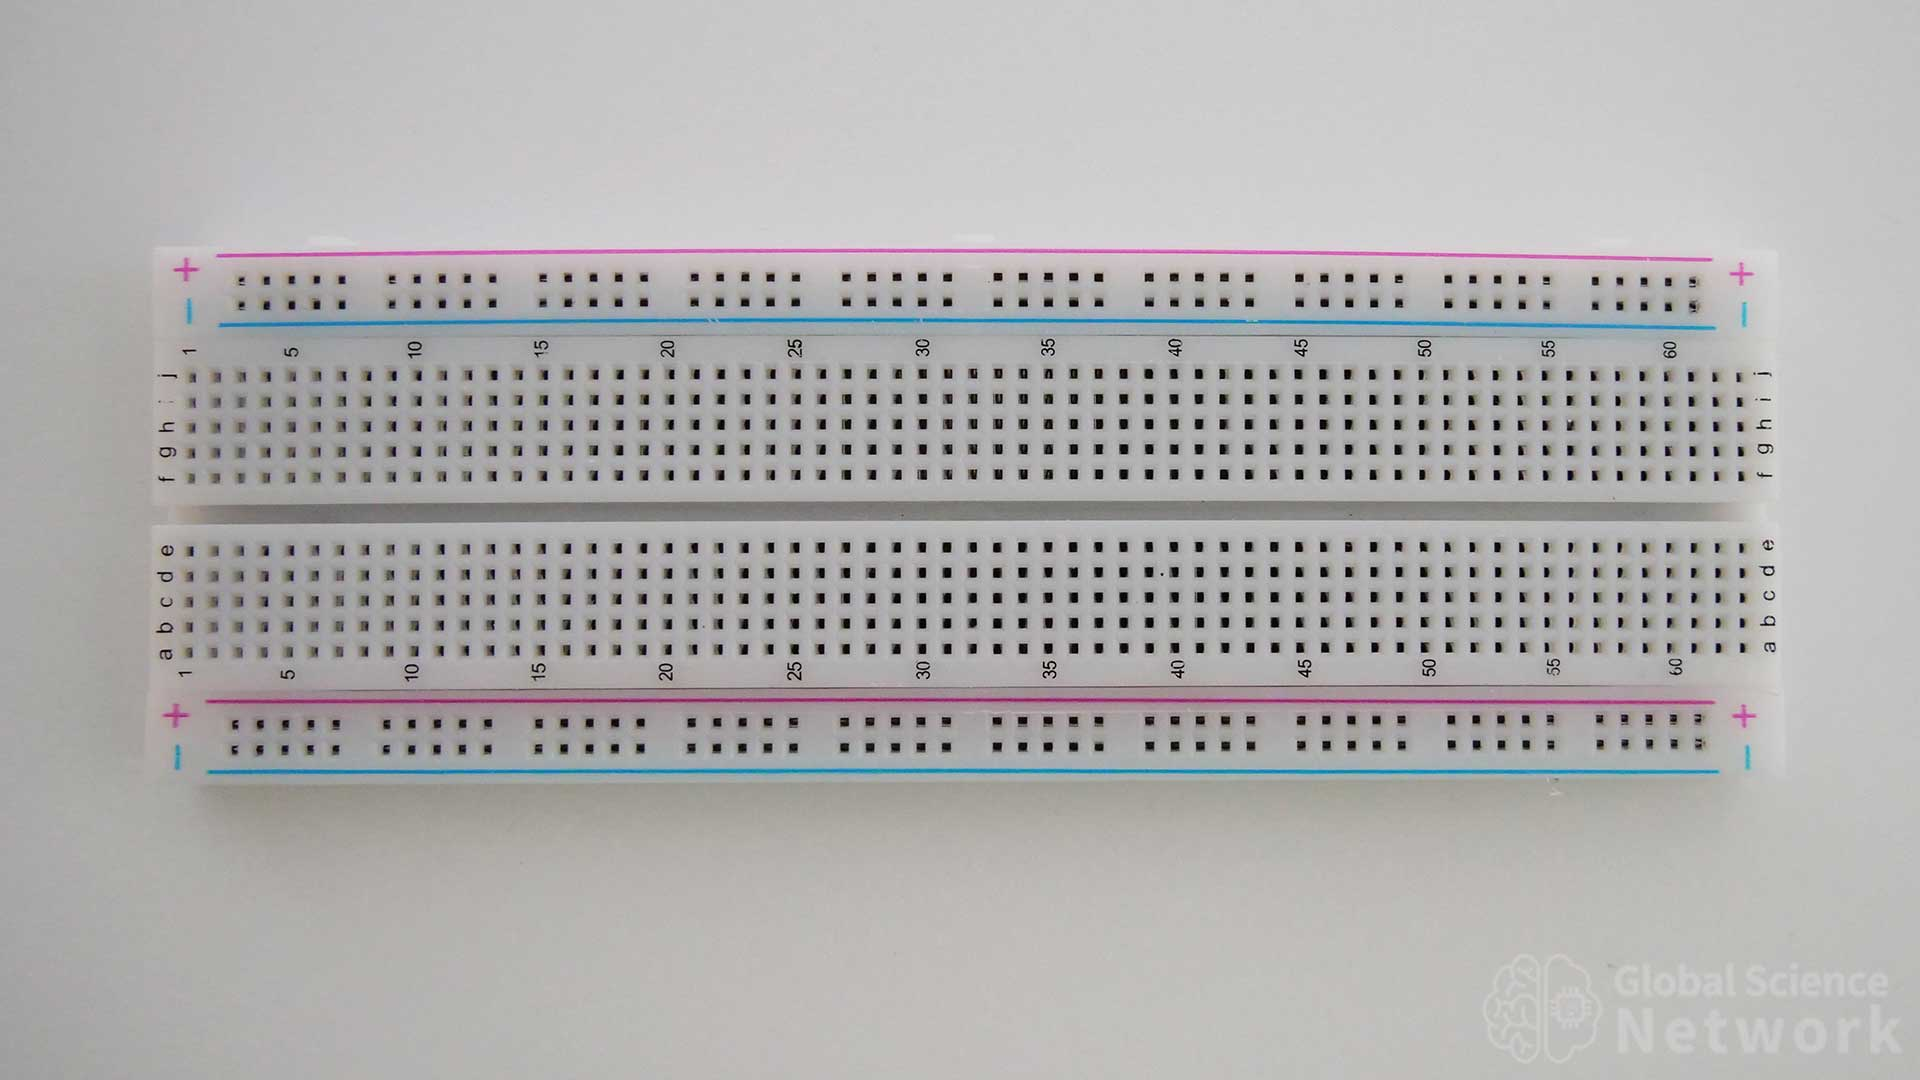 + +
− −
1 5 10 15 20 25 30 35 40 45 50 55 60
j j
i i
h h
g g
f f
e e
d d
c c
b b
a a
1 5 10 15 20 25 30 35 40 45 50 55 60
+ +
− −
Global Science
Network